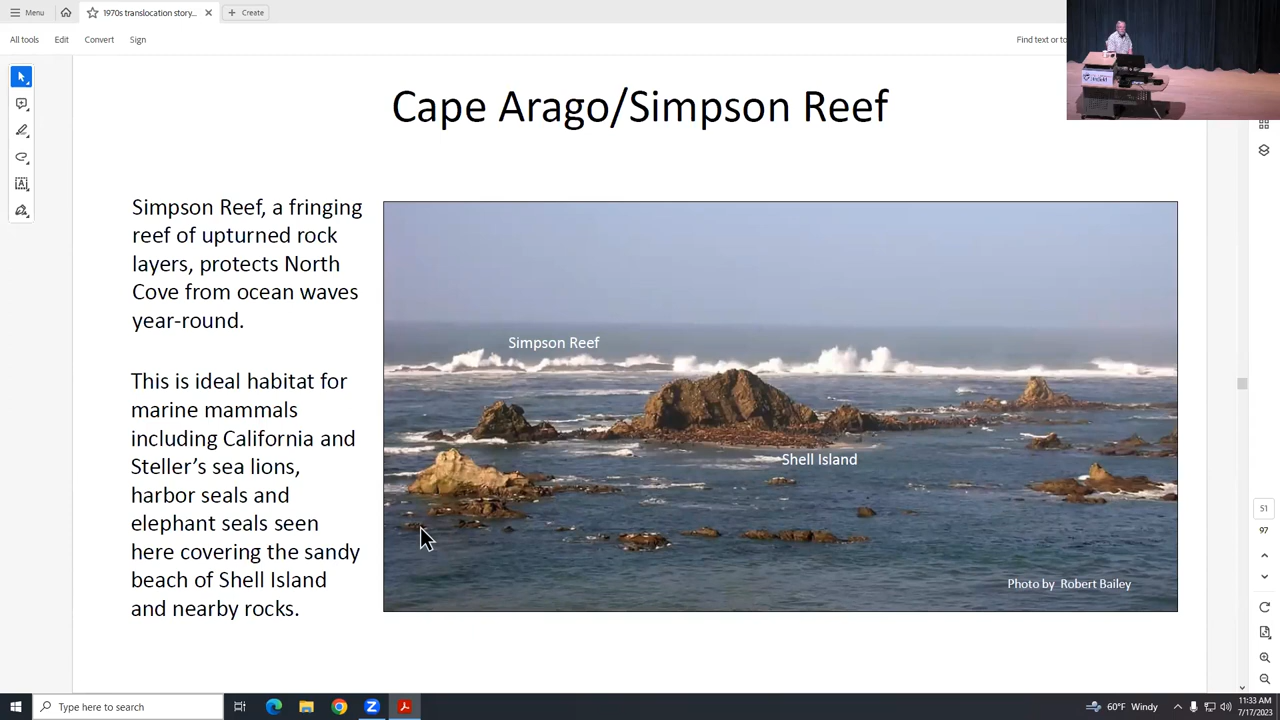 Menu
1970s translocation story...
Create
All tools
Edit
Convert
Sign
Find text or to
Cape Arago/Simpson Reef
Simpson Reef, a fringing
reef of upturned rock
layers, protects North
Cove from ocean waves
year-round.
This is ideal habitat for
marine mammals
including California and
Steller's sea lions,
harbor seals and
elephant seals seen
here covering the sandy
beach of Shell Island
and nearby rocks.
Simpson Reef
Shell Island
Photo by Robert Bailey
51
97
Type here to search
60°F Windy
11:33 AM
7/17/2023